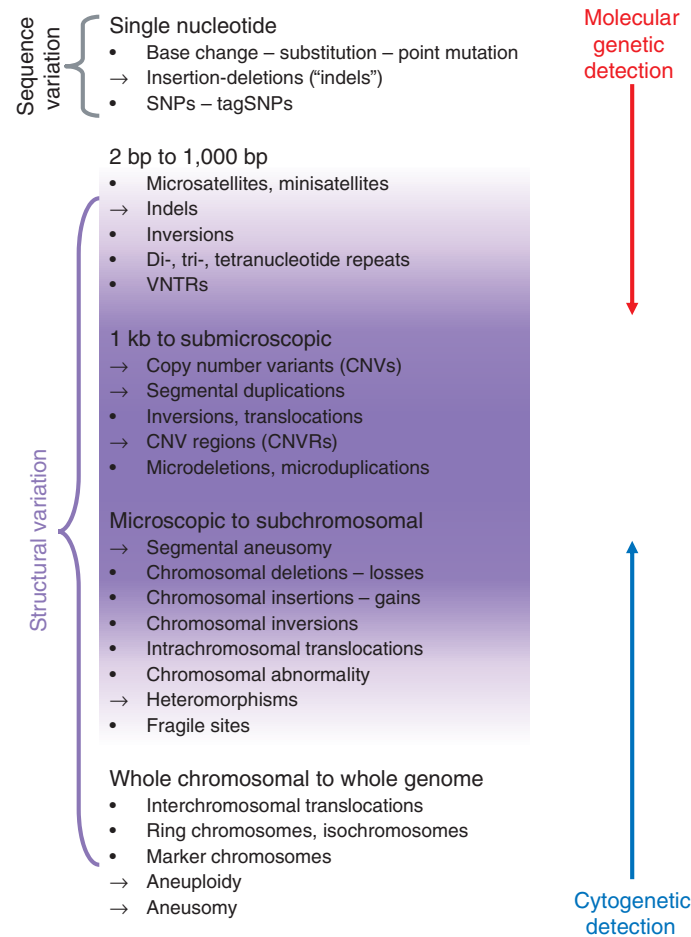 Sequence
variation
Single nucleotide
• Base change – substitution – point mutation
→ Insertion-deletions (“indels”)
• SNPs – tagSNPs
Molecular
genetic
detection
Structural variation
2 bp to 1,000 bp
• Microsatellites, minisatellites
→ Indels
• Inversions
• Di-, tri-, tetranucleotide repeats
• VNTRs
1 kb to submicroscopic
→ Copy number variants (CNVs)
→ Segmental duplications
• Inversions, translocations
→ CNV regions (CNVRs)
• Microdeletions, microduplications
Microscopic to subchromosomal
→ Segmental aneusomy
• Chromosomal deletions – losses
• Chromosomal insertions – gains
• Chromosomal inversions
• Intrachromosomal translocations
• Chromosomal abnormality
→ Heteromorphisms
• Fragile sites
Whole chromosomal to whole genome
• Interchromosomal translocations
• Ring chromosomes, isochromosomes
• Marker chromosomes
→ Aneuploidy
→ Aneusomy
Cytogenetic
detection